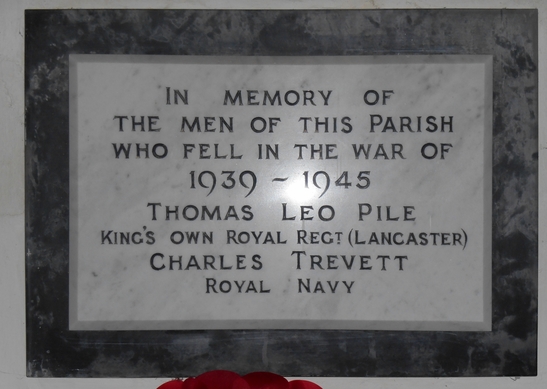 In memory of
the men of this Parish
who fell in the war of
1939 - 1945
Thomas Leo Pile
King's Own Royal Regt (Lancaster)
Charles Trevett
Royal Navy